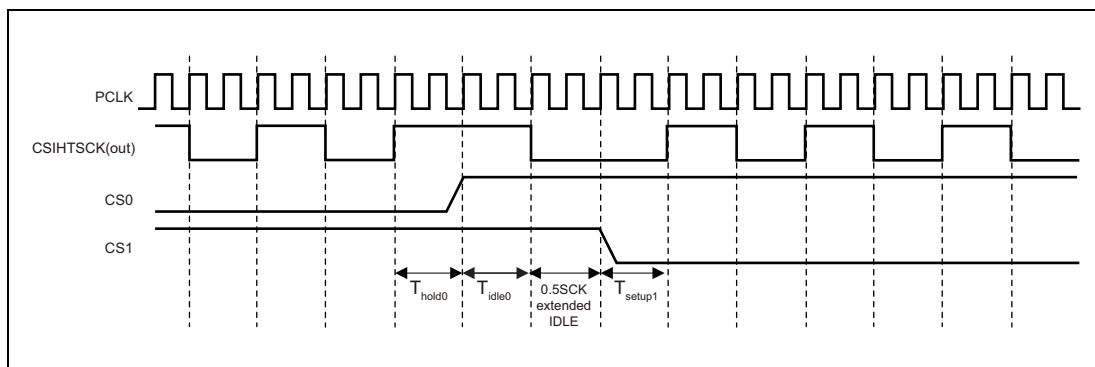 PCLK
CSIHTSCK(out)
CS0
CS1
Thold0
Tidle0
0.5SCK
extended
IDLE
Tsetup1